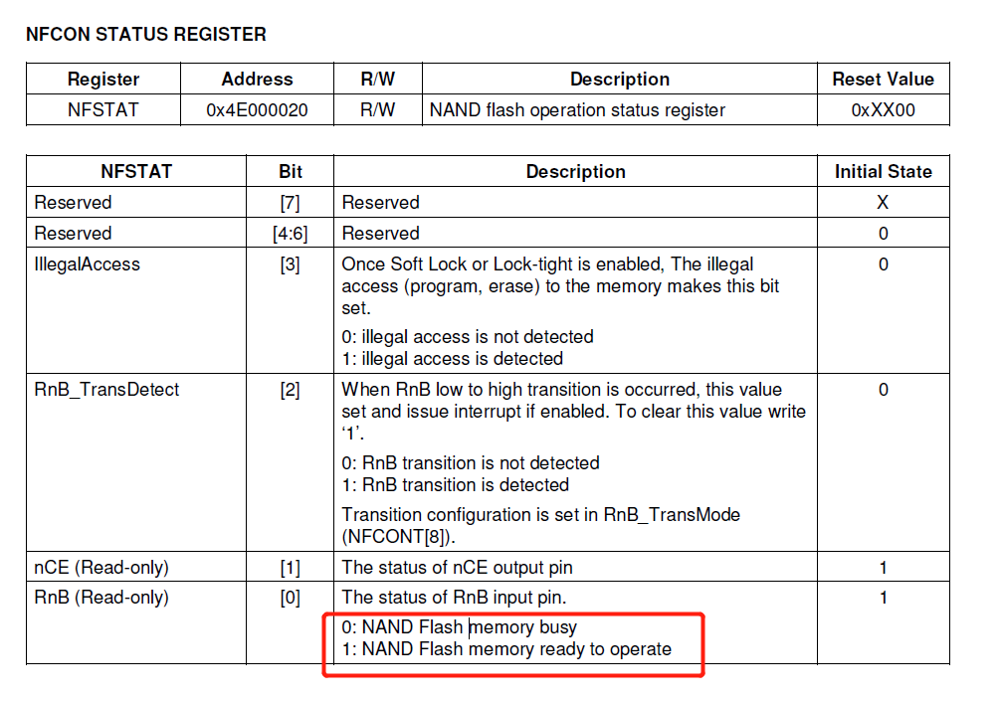 NFCON STATUS REGISTER
Register Address R/W Description Reset Value
NFSTAT 0x4E000020 R/W NAND flash operation status register 0xXX00
NFSTAT Bit Description Initial State
Reserved [7] Reserved X
Reserved [4:6] Reserved 0
IllegalAccess [3] Once Soft Lock or Lock-tight is enabled, The illegal 0
access (program, erase) to the memory makes this bit
set.
0: illegal access is not detected
1: illegal access is detected
RnB_TransDetect [2] When RnB low to high transition is occurred, this value 0
set and issue interrupt if enabled. To clear this value write
‘1’.
0: RnB transition is not detected
1: RnB transition is detected
Transition configuration is set in RnB_TransMode
(NFCONT[8]).
nCE (Read-only) [1] The status of nCE output pin 1
RnB (Read-only) [0] The status of RnB input pin. 1
0: NAND Flash memory busy
1: NAND Flash memory ready to operate